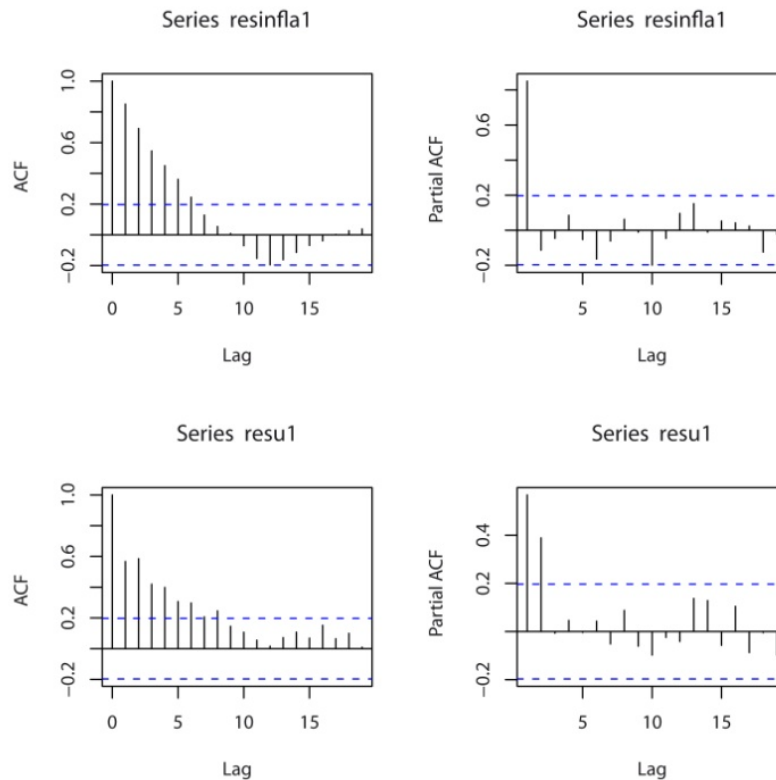 Series resinfla1
ACF
1.0
0.6
0.2
−0.2
0 5 10 15
Lag
Series resinfla1
Partial ACF
0.6
0.2
−0.2
5 10 15
Lag
Series resu1
ACF
1.0
0.6
0.2
−0.2
0 5 10 15
Lag
Series resu1
Partial ACF
0.4
0.2
−0.2
5 10 15
Lag